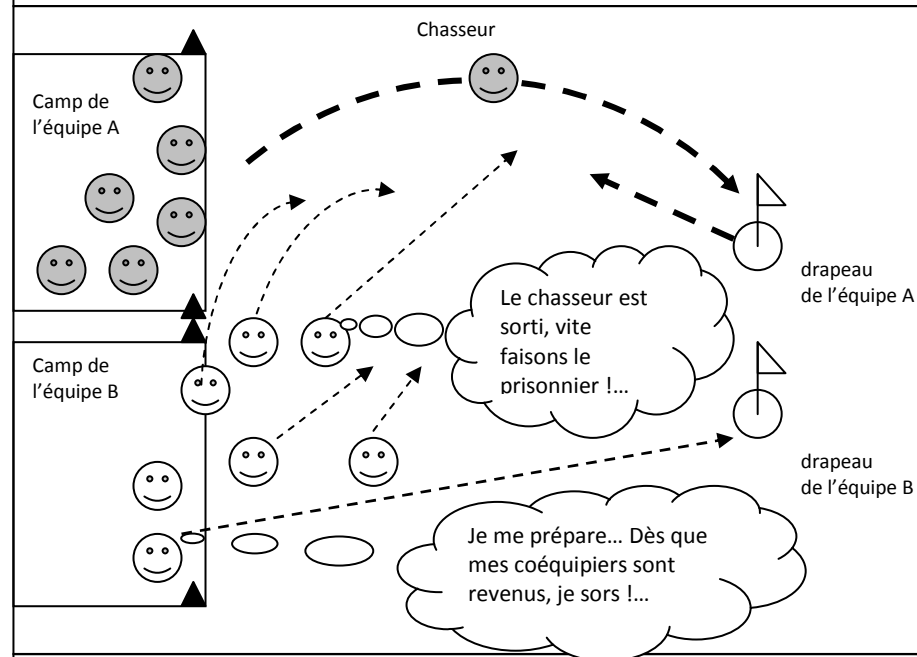 Chasseur
Camp de
l'équipe A
drapeau
de l'équipe A
Le chasseur est
sorti, vite
faisons le
prisonnier !...
Camp de
l'équipe B
drapeau
de l'équipe B
Je me prépare... Dès que
mes coéquipiers sont
revenus, je sors !...